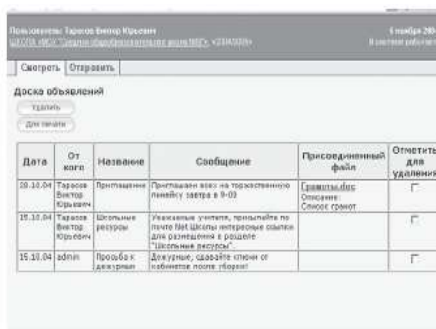 Пользователь: Тарасов Виктор Юрьевич
6 ноября
Смотреть Отправить
Доска объявлений
Удалить
Для печати
Дата От кого Название Сообщение Присоединенный файл Отметить для удаления
20.10.04 Тарасов Виктор Юрьевич Приглашение Приглашаем всех на торжественную линейку завтра в 9-00 Грамоты.doc
Описание:
Список грамот
15.10.04 Тарасов Виктор Юрьевич Школьные ресурсы Уважаемые учителя, присылайте по почте Net Школы интересные ссылки для размещения в разделе "Школьные ресурсы".
15.10.04 admin Просьба к дежурным Дежурные, сдавайте ключи от кабинетов после уборки!